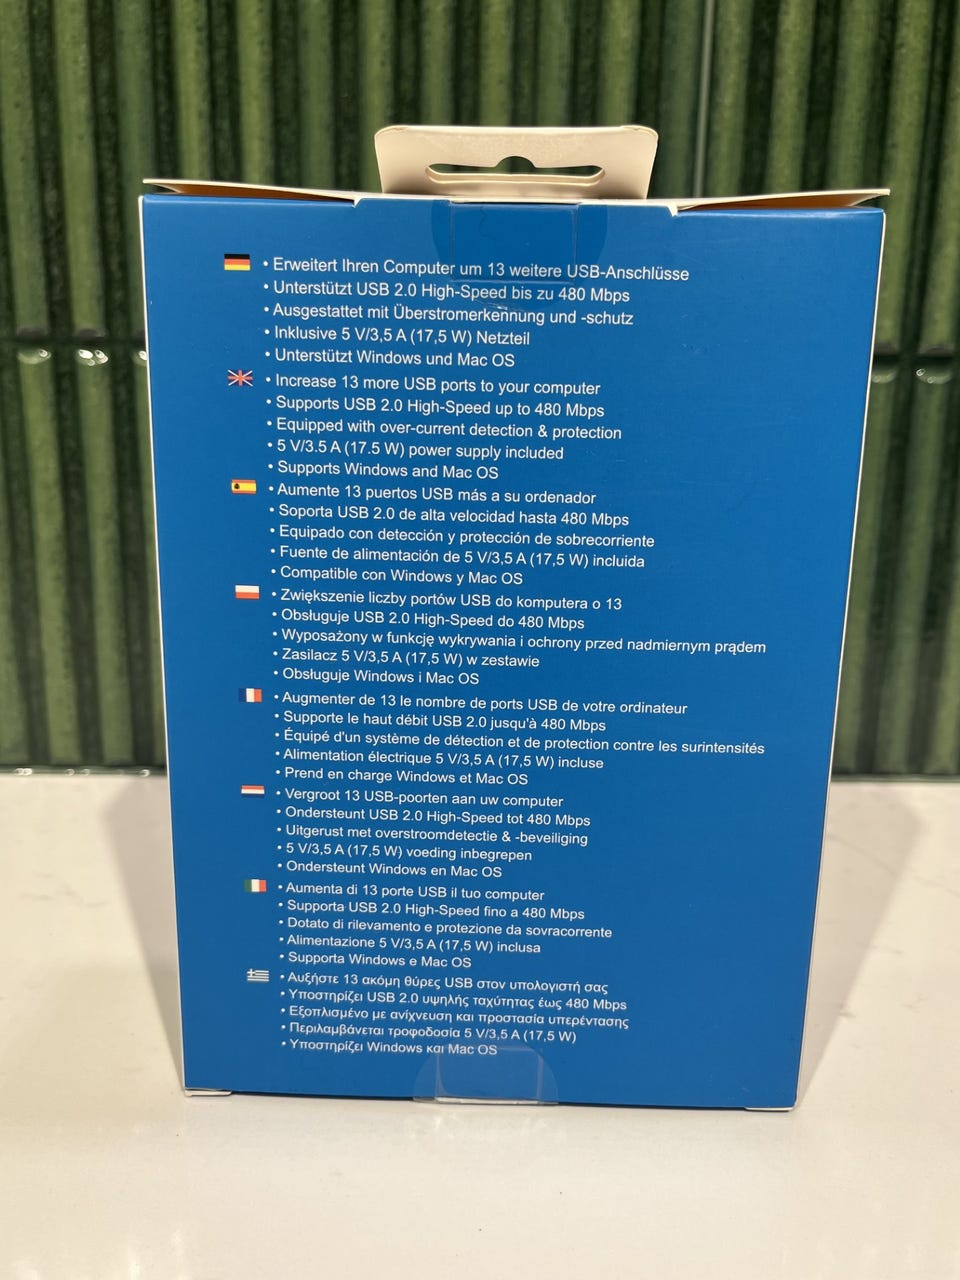 • Erweitert Ihren Computer um 13 weitere USB-Anschlüsse
• Unterstützt USB 2.0 High-Speed bis zu 480 Mbps
• Ausgestattet mit Überstromerkennung und -schutz
• Inklusive 5 V/3,5 A (17,5 W) Netzteil
• Unterstützt Windows und Mac OS
• Increase 13 more USB ports to your computer
• Supports USB 2.0 High-Speed up to 480 Mbps
• Equipped with over-current detection & protection
• 5 V/3.5 A (17.5 W) power supply included
• Supports Windows and Mac OS
• Aumente 13 puertos USB más a su ordenador
• Soporta USB 2.0 de alta velocidad hasta 480 Mbps
• Equipado con detección y protección de sobrecorriente
• Fuente de alimentación de 5 V/3,5 A (17,5 W) incluida
• Compatible con Windows y Mac OS
• Zwiększenie liczby portów USB do komputera o 13
• Obsługuje USB 2.0 High-Speed do 480 Mbps
• Wyposażony w funkcję wykrywania i ochrony przed nadmiernym prądem
• Zasilacz 5 V/3,5 A (17,5 W) w zestawie
• Obsługuje Windows i Mac OS
• Augmenter de 13 le nombre de ports USB de votre ordinateur
• Supporte le haut débit USB 2.0 jusqu'à 480 Mbps
• Équipé d'un système de détection et de protection contre les surintensités
• Alimentation électrique 5 V/3,5 A (17,5 W) incluse
• Prend en charge Windows et Mac OS
• Vergroot 13 USB-poorten aan uw computer
• Ondersteunt USB 2.0 High-Speed tot 480 Mbps
• Uitgerust met overstroomdetectie & -beveiliging
• 5 V/3,5 A (17,5 W) voeding inbegrepen
• Ondersteunt Windows en Mac OS
• Aumenta di 13 porte USB il tuo computer
• Supporta USB 2.0 High-Speed fino a 480 Mbps
• Dotato di rilevamento e protezione da sovracorrente
• Alimentazione 5 V/3,5 A (17,5 W) inclusa
• Supporta Windows e Mac OS
• Αυξήστε 13 ακόμη θύρες USB στον υπολογιστή σας
• Υποστηρίζει USB 2.0 υψηλής ταχύτητας έως 480 Mbps
• Εξοπλισμένο με ανίχνευση και προστασία υπερέντασης
• Περιλαμβάνεται τροφοδοσία 5 V/3,5 A (17,5 W)
• Υποστηρίζει Windows και Mac OS